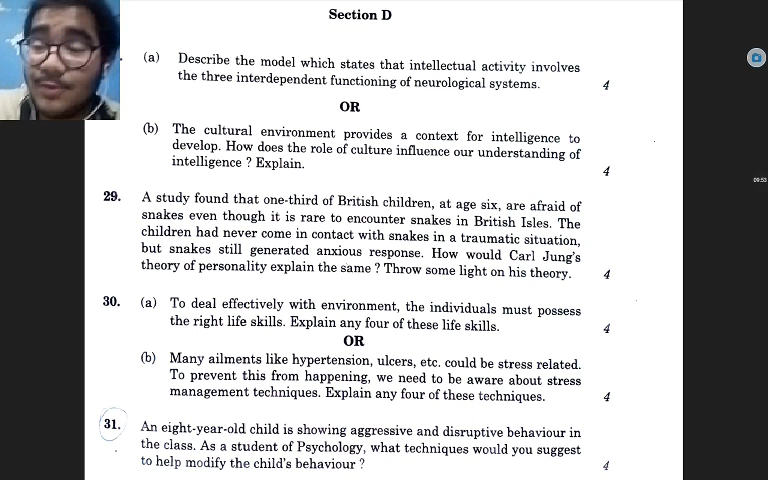 Section D
(a) Describe the model which states that intellectual activity involves
the three interdependent functioning of neurological systems. 4
OR
(b) The cultural environment provides a context for intelligence to
develop. How does the role of culture influence our understanding of
intelligence ? Explain. 4
29. A study found that one-third of British children, at age six, are afraid of
snakes even though it is rare to encounter snakes in British Isles. The
children had never come in contact with snakes in a traumatic situation,
but snakes still generated anxious response. How would Carl Jung's
theory of personality explain the same ? Throw some light on his theory. 4
30. (a) To deal effectively with environment, the individuals must possess
the right life skills. Explain any four of these life skills. 4
OR
(b) Many ailments like hypertension, ulcers, etc. could be stress related.
To prevent this from happening, we need to be aware about stress
management techniques. Explain any four of these techniques. 4
31. An eight-year-old child is showing aggressive and disruptive behaviour in
the class. As a student of Psychology, what techniques would you suggest
to help modify the child's behaviour ? 4
09:53